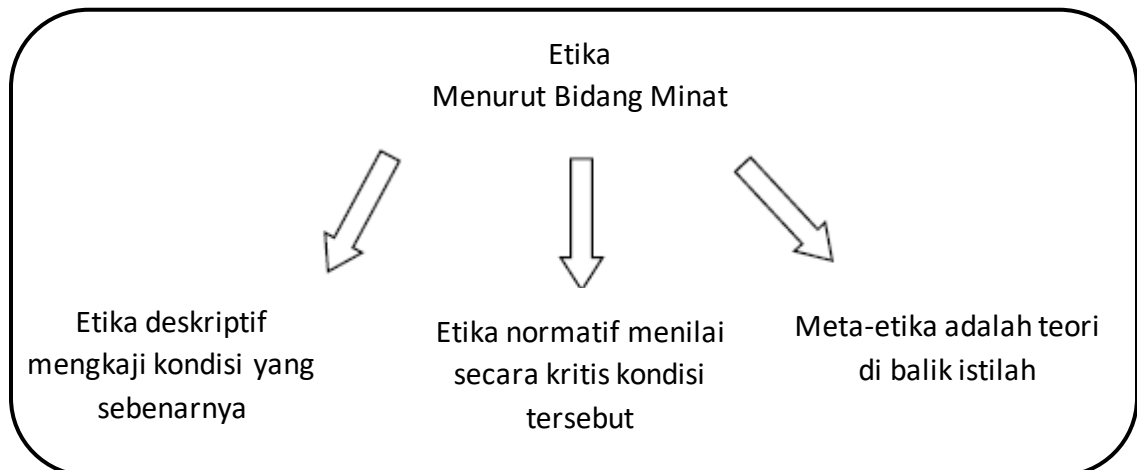 Etika
Menurut Bidang Minat
Etika deskriptif
mengkaji kondisi yang
sebenarnya
Etika normatif menilai
secara kritis kondisi
tersebut
Meta-etika adalah teori
di balik istilah